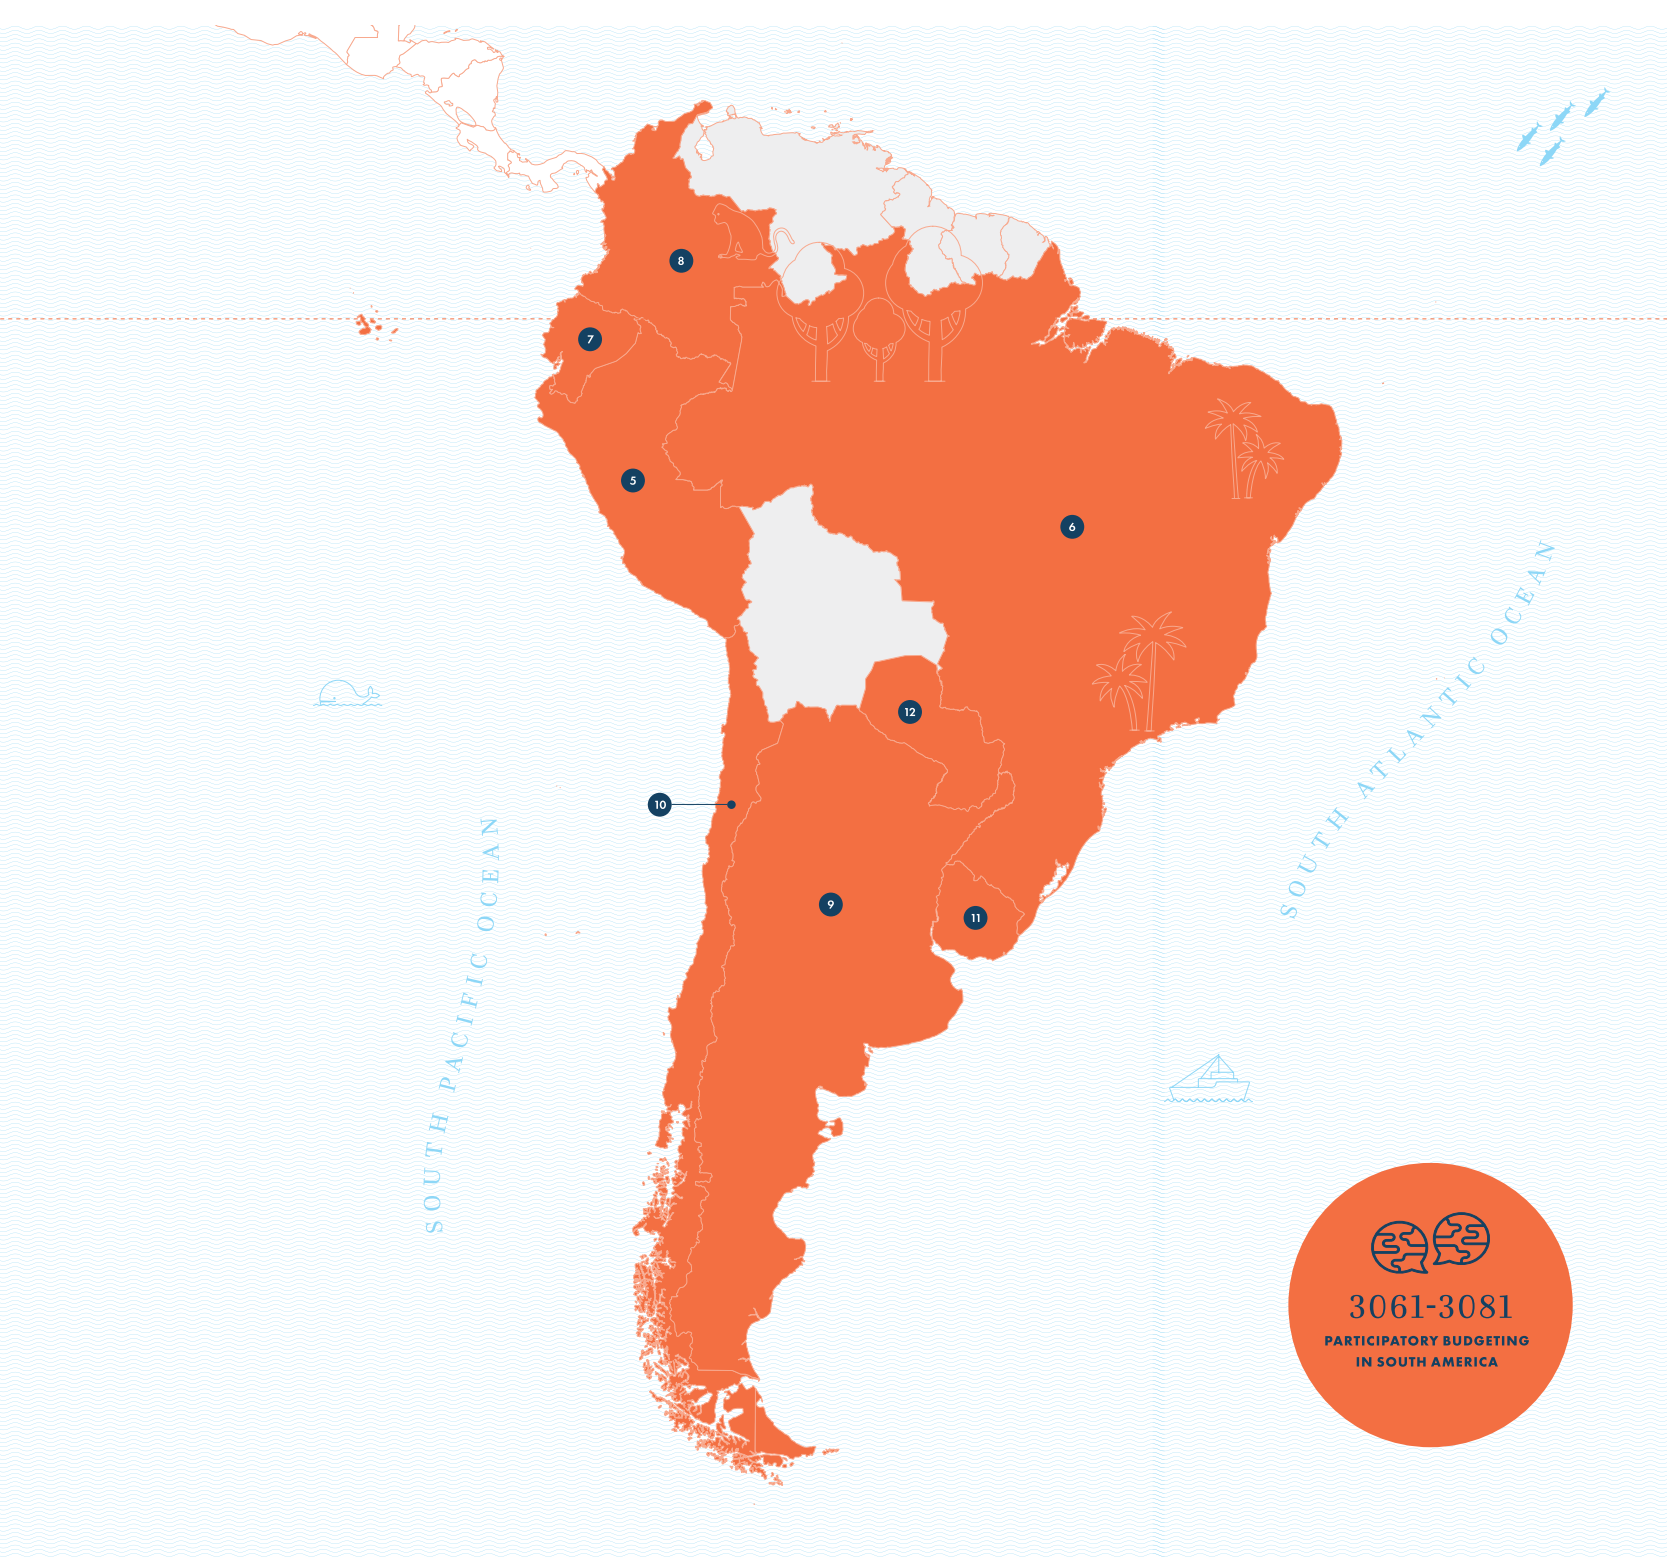 8
7
5
6
12
10
9
11
SOUTH PACIFIC OCEAN
SOUTH ATLANTIC OCEAN
3061-3081
PARTICIPATORY BUDGETING
IN SOUTH AMERICA